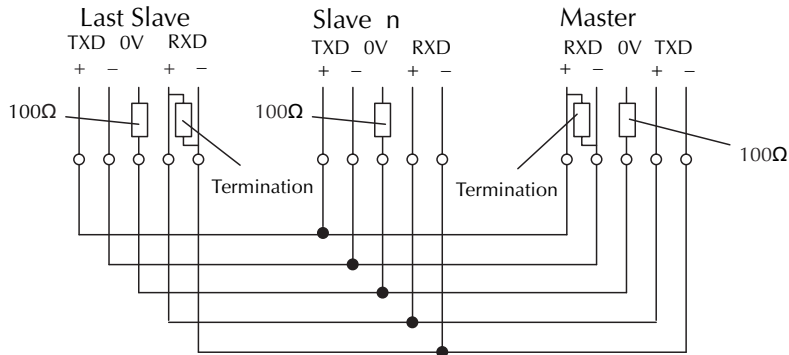 Last Slave Slave n Master
TXD 0V RXD TXD 0V RXD RXD 0V TXD
+ − + − + − + − + − + −
100Ω 100Ω 100Ω
Termination Termination